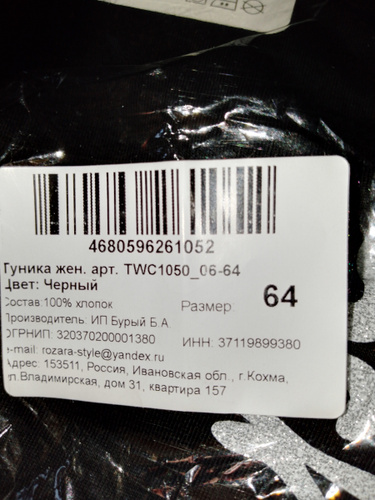 4680596261052
Туника жен. арт. TWC1050_06-64
Цвет: Черный
Состав:100% хлопок
Размер 64
Производитель: ИП Бурый Б.А.
ОГРНИП: 320370200001380
ИНН: 37119899380
e-mail: rozara-style@yandex.ru
Адрес: 153511, Россия, Ивановская обл., г.Кохма,
ул.Владимирская, дом 31, квартира 157